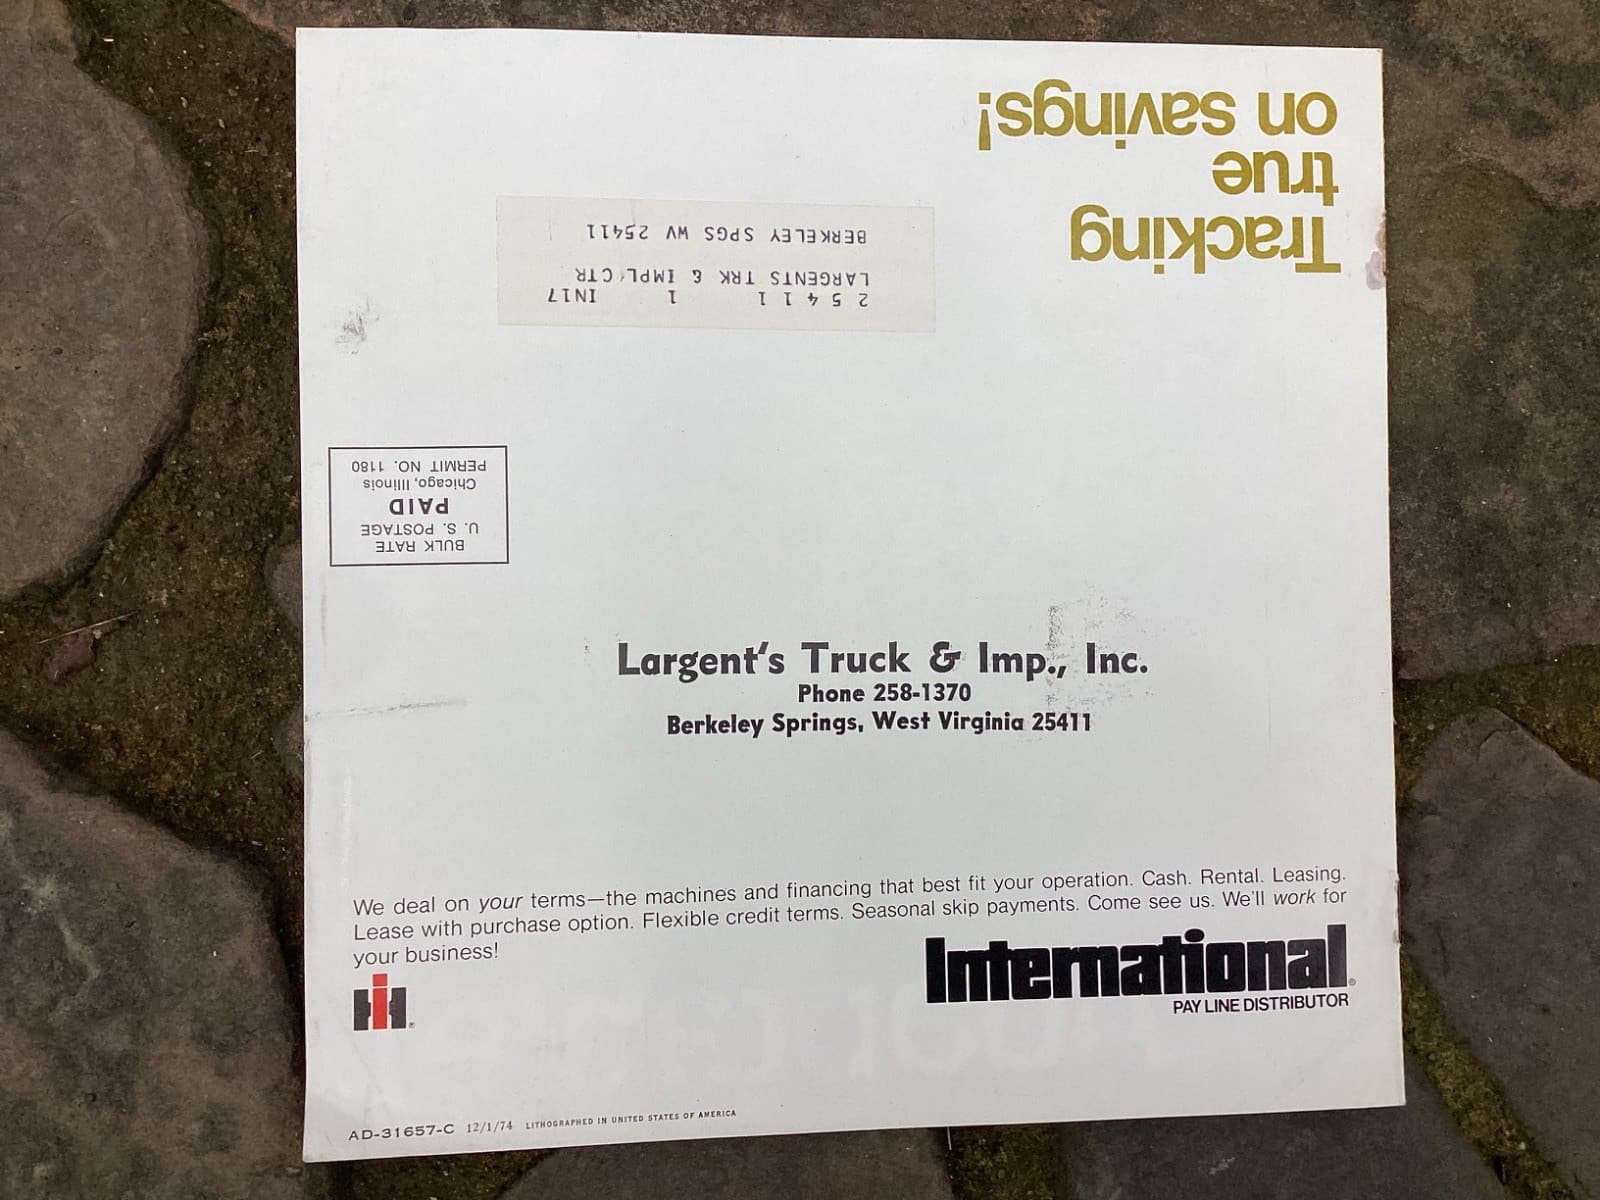 Tracking
true
on savings!
2 5 4 1 1 1 1 IN17
LARGENTS TRK & IMPL CTR
BERKELEY SPGS WV 25411
BULK RATE
U. S. POSTAGE
PAID
Chicago, Illinois
PERMIT NO. 1180
Largent's Truck & Imp., Inc.
Phone 258-1370
Berkeley Springs, West Virginia 25411
We deal on your terms—the machines and financing that best fit your operation. Cash. Rental. Leasing.
Lease with purchase option. Flexible credit terms. Seasonal skip payments. Come see us. We'll work for
your business!
IH®
International®
PAY LINE DISTRIBUTOR
AD-31657-C 12/1/74 LITHOGRAPHED IN UNITED STATES OF AMERICA